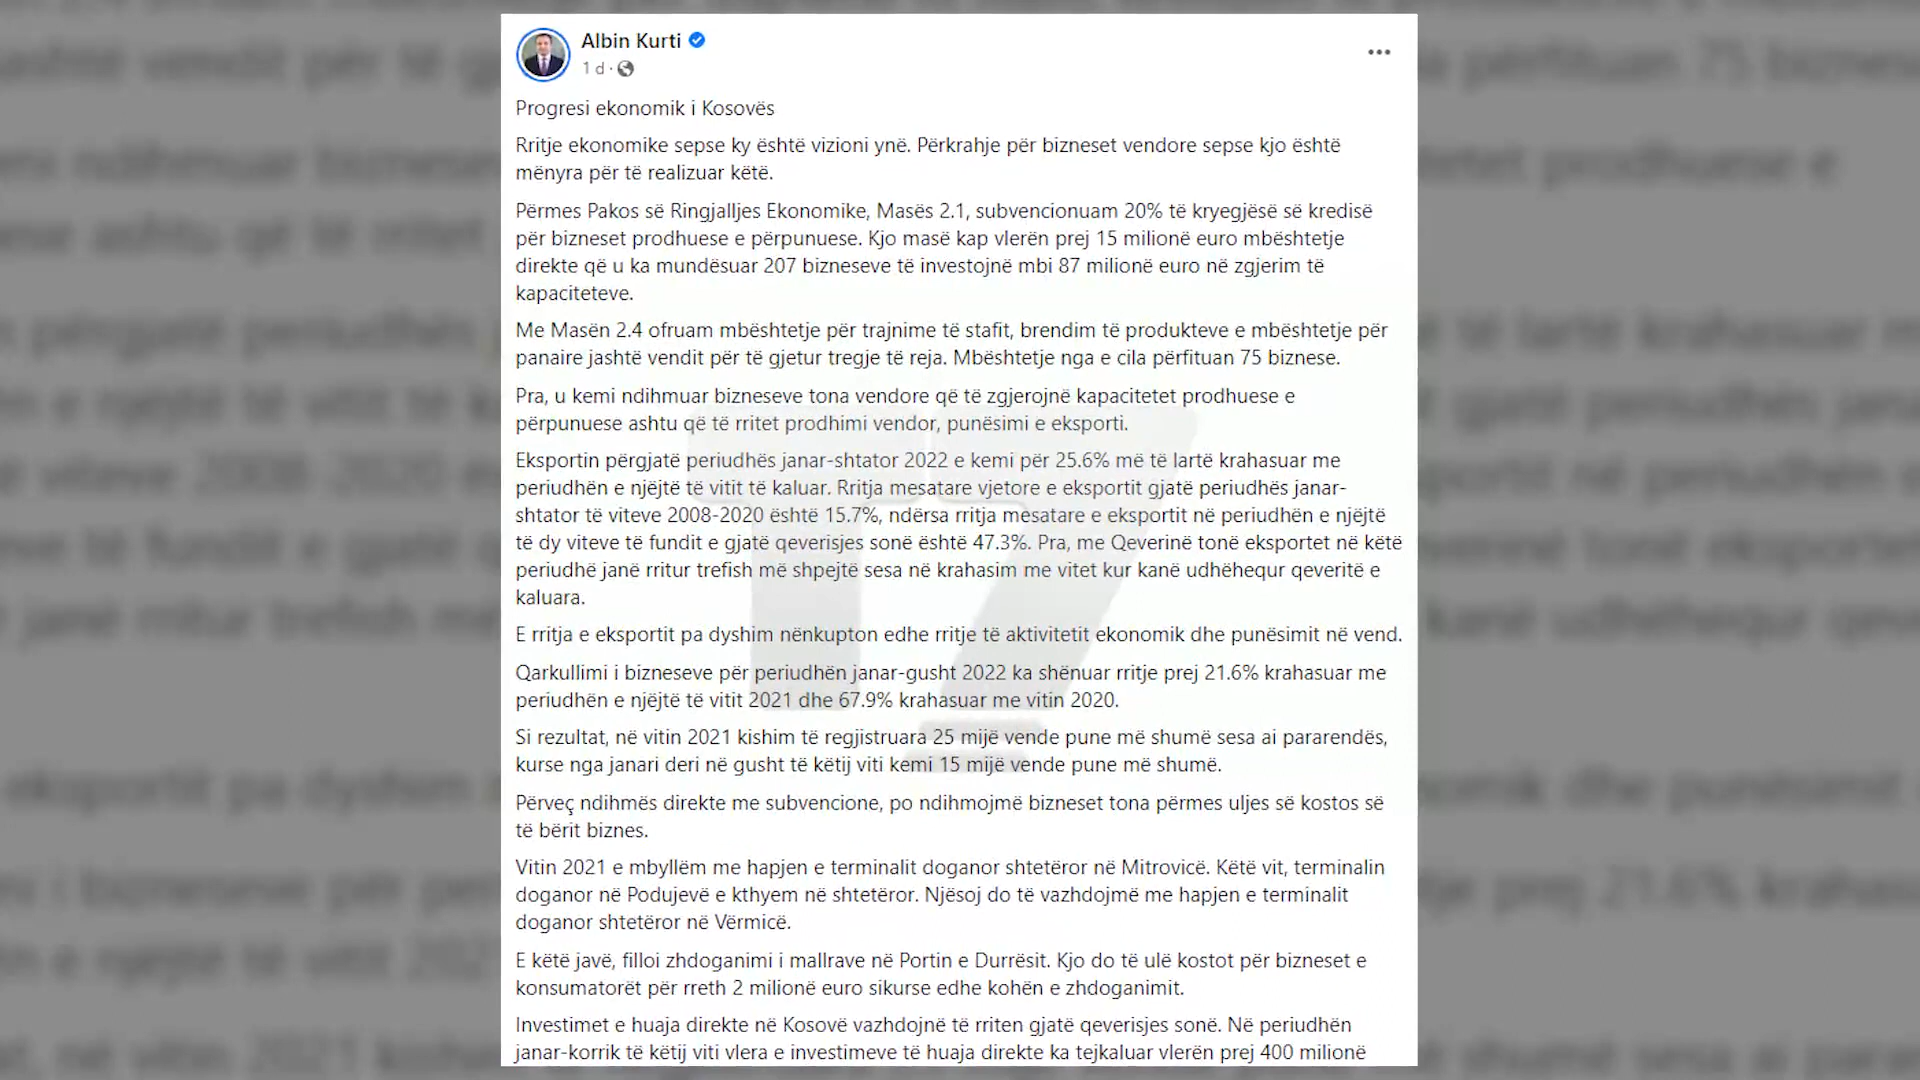 Albin Kurti
1 d ·
Progresi ekonomik i Kosovës
Rritje ekonomike sepse ky është vizioni ynë. Përkrahje për bizneset vendore sepse kjo është
mënyra për të realizuar këtë.
Përmes Pakos së Ringjalljes Ekonomike, Masës 2.1, subvencionuam 20% të kryegjësë së kredisë
për bizneset prodhuese e përpunuese. Kjo masë kap vlerën prej 15 milionë euro mbështetje
direkte që u ka mundësuar 207 bizneseve të investojnë mbi 87 milionë euro në zgjerim të
kapaciteteve.
Me Masën 2.4 ofruam mbështetje për trajnime të stafit, brendim të produkteve e mbështetje për
panaire jashtë vendit për të gjetur tregje të reja. Mbështetje nga e cila përfituan 75 biznese.
Pra, u kemi ndihmuar bizneseve tona vendore që të zgjerojnë kapacitetet prodhuese e
përpunuese ashtu që të rritet prodhimi vendor, punësimi e eksporti.
Eksportin përgjatë periudhës janar-shtator 2022 e kemi për 25.6% më të lartë krahasuar me
periudhën e njëjtë të vitit të kaluar. Rritja mesatare vjetore e eksportit gjatë periudhës janar-
shtator të viteve 2008-2020 është 15.7%, ndërsa rritja mesatare e eksportit në periudhën e njëjtë
të dy viteve të fundit e gjatë qeverisjes sonë është 47.3%. Pra, me Qeverinë tonë eksportet në këtë
periudhë janë rritur trefish më shpejtë sesa në krahasim me vitet kur kanë udhëhequr qeveritë e
kaluara.
E rritja e eksportit pa dyshim nënkupton edhe rritje të aktivitetit ekonomik dhe punësimit në vend.
Qarkullimi i bizneseve për periudhën janar-gusht 2022 ka shënuar rritje prej 21.6% krahasuar me
periudhën e njëjtë të vitit 2021 dhe 67.9% krahasuar me vitin 2020.
Si rezultat, në vitin 2021 kishim të regjistruara 25 mijë vende pune më shumë sesa ai pararendës,
kurse nga janari deri në gusht të këtij viti kemi 15 mijë vende pune më shumë.
Përveç ndihmës direkte me subvencione, po ndihmojmë bizneset tona përmes uljes së kostos së
të bërit biznes.
Vitin 2021 e mbyllëm me hapjen e terminalit doganor shtetëror në Mitrovicë. Këtë vit, terminalin
doganor në Podujevë e kthyem në shtetëror. Njësoj do të vazhdojmë me hapjen e terminalit
doganor shtetëror në Vërmicë.
E këtë javë, filloi zhdoganimi i mallrave në Portin e Durrësit. Kjo do të ulë kostot për bizneset e
konsumatorët për rreth 2 milionë euro sikurse edhe kohën e zhdoganimit.
Investimet e huaja direkte në Kosovë vazhdojnë të rriten gjatë qeverisjes sonë. Në periudhën
janar-korrik të këtij viti vlera e investimeve të huaja direkte ka tejkaluar vlerën prej 400 milionë